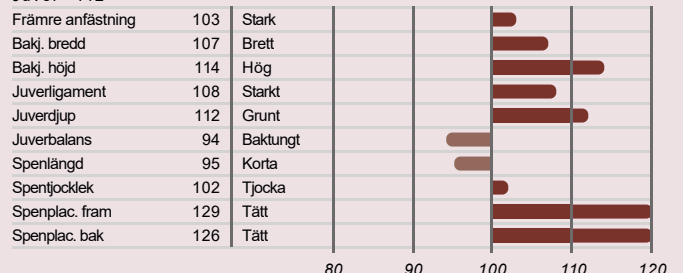 Främre anfästning 103 Stark
Bakj. bredd 107 Brett
Bakj. höjd 114 Hög
Juverligament 108 Starkt
Juverdjup 112 Grunt
Juverbalans 94 Baktungt
Spenlängd 95 Korta
Spentjocklek 102 Tjocka
Spenplac. fram 129 Tätt
Spenplac. bak 126 Tätt
80 90 100 110 120